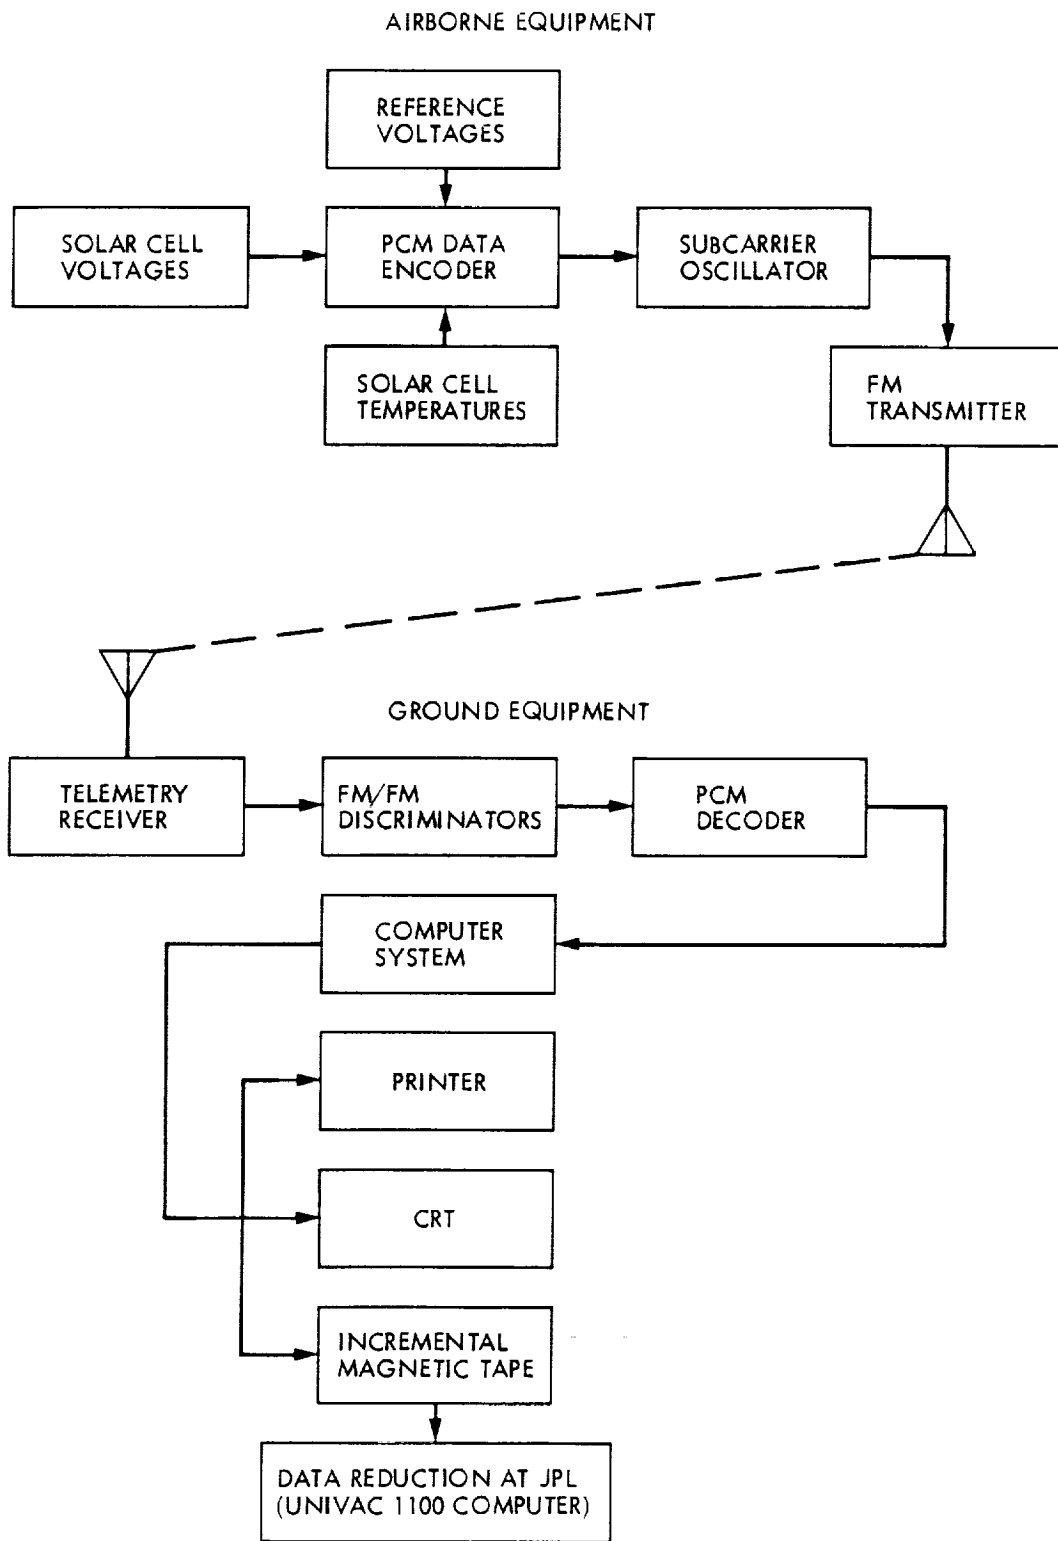 AIRBORNE EQUIPMENT
REFERENCE
VOLTAGES
SOLAR CELL
VOLTAGES
PCM DATA
ENCODER
SUBCARRIER
OSCILLATOR
SOLAR CELL
TEMPERATURES
FM
TRANSMITTER
GROUND EQUIPMENT
TELEMETRY
RECEIVER
FM/FM
DISCRIMINATORS
PCM
DECODER
COMPUTER
SYSTEM
PRINTER
CRT
INCREMENTAL
MAGNETIC TAPE
DATA REDUCTION AT JPL
(UNIVAC 1100 COMPUTER)